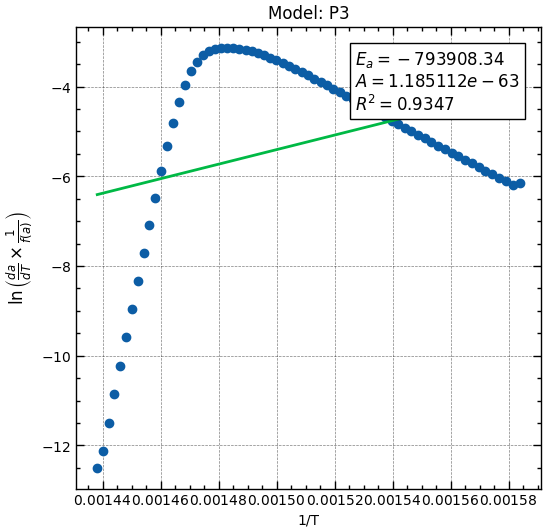 Model: P3
E_a = − 793908.34
A = 1.185112e − 63
R² = 0.9347
ln(da/dT × 1/f(a))
−4
−6
−8
−10
−12
0.00144 0.00146 0.00148 0.00150 0.00152 0.00154 0.00156 0.00158
1/T